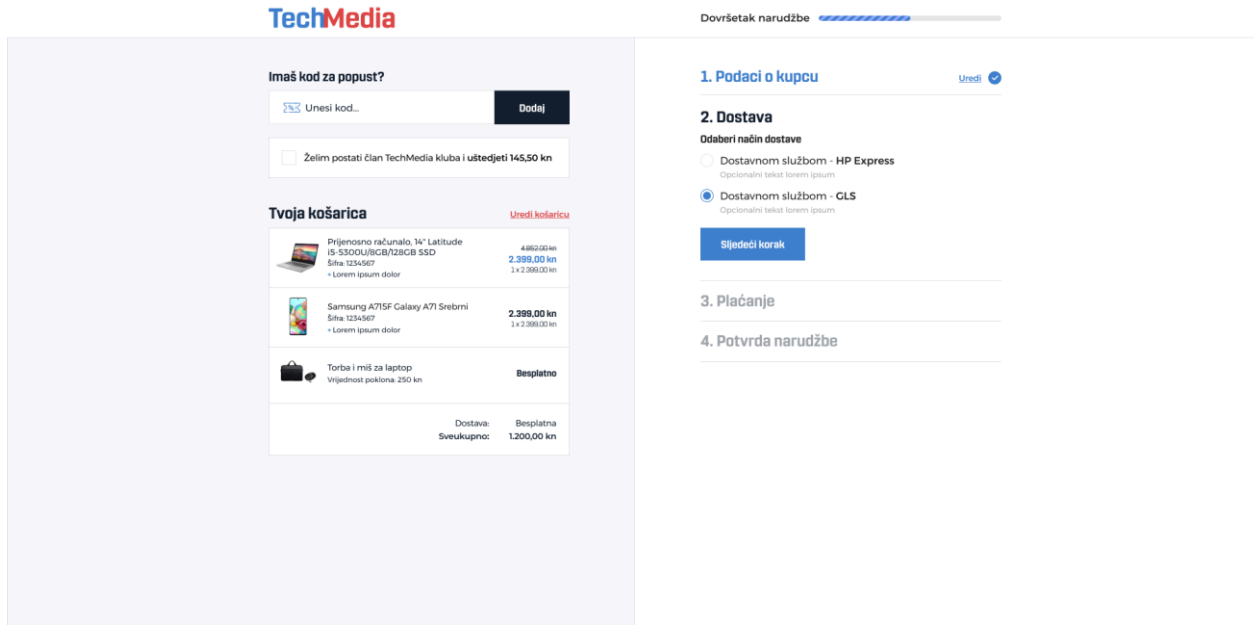 TechMedia
Dovršetak narudžbe
Imaš kod za popust?
Unesi kod...
Dodaj
Želim postati član TechMedia kluba i uštedjeti 145,50 kn
Tvoja košarica
Uredi košaricu
Prijenosno računalo, 14" Latitude
i5-5300U/8GB/128GB SSD
Šifra: 1234567
+ Lorem ipsum dolor
4.852,00 kn
2.399,00 kn
1 x 2.399,00 kn
Samsung A715F Galaxy A71 Srebrni
Šifra: 1234567
+ Lorem ipsum dolor
2.399,00 kn
1 x 2.399,00 kn
Torba i miš za laptop
Vrijednost poklona: 250 kn
Besplatno
Dostava: Besplatna
Sveukupno: 1.200,00 kn
1. Podaci o kupcu
Uredi
2. Dostava
Odaberi način dostave
Dostavnom službom - HP Express
Opcionalni tekst lorem ipsum
Dostavnom službom - GLS
Opcionalni tekst lorem ipsum
Sljedeći korak
3. Plaćanje
4. Potvrda narudžbe